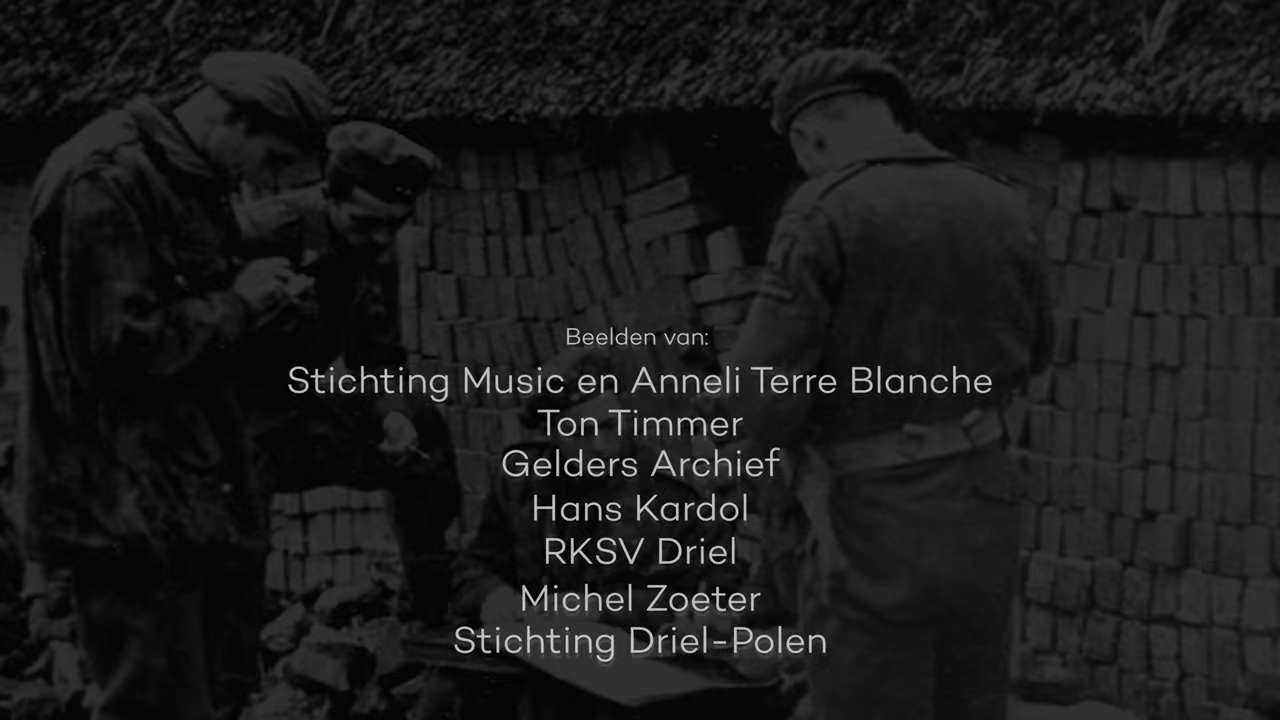 Beelden van:
Stichting Music en Anneli Terre Blanche
Ton Timmer
Gelders Archief
Hans Kardol
RKSV Driel
Michel Zoeter
Stichting Driel-Polen